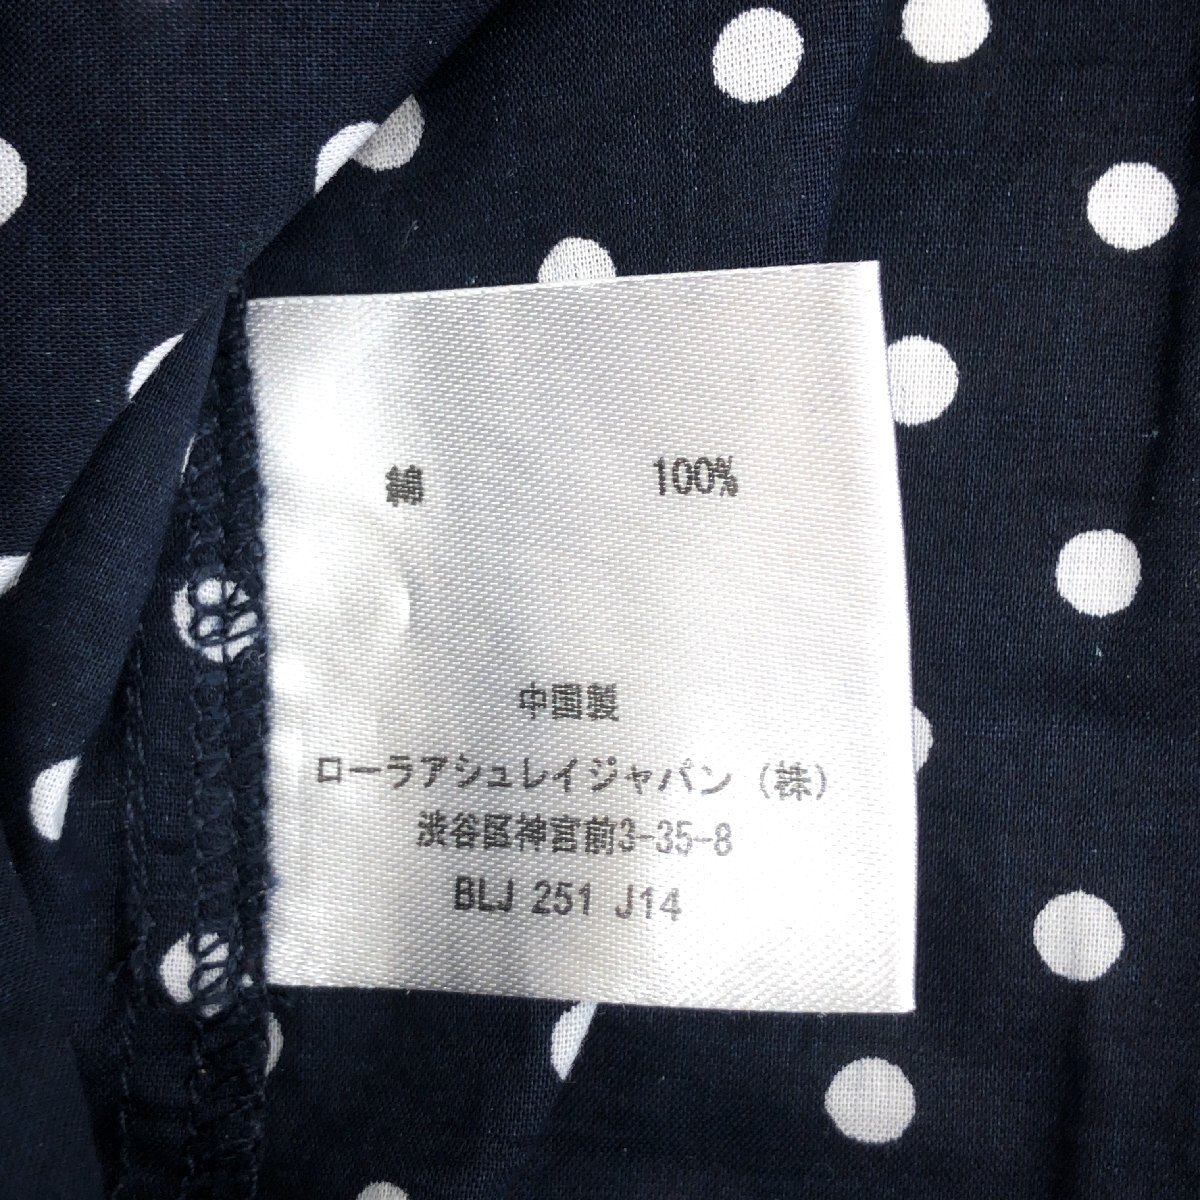 綿 100%
中国製
ローラアシュレイジャパン(株)
渋谷区神宮前3-35-8
BLJ 251 J14